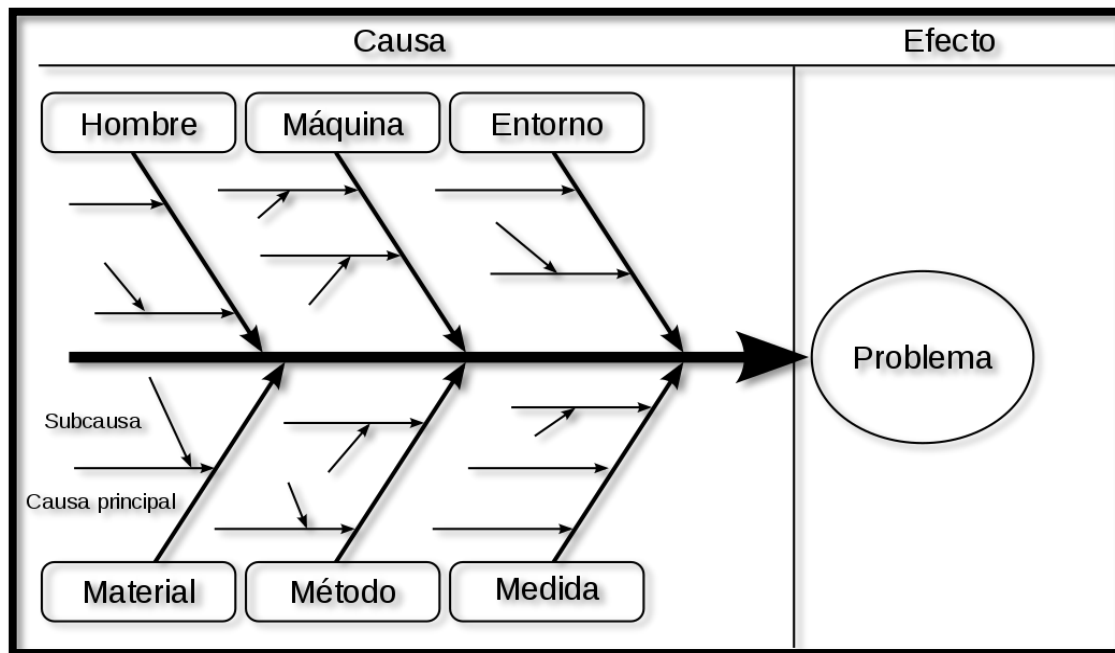 Causa
Efecto
Hombre
Máquina
Entorno
Problema
Subcausa
Causa principal
Material
Método
Medida